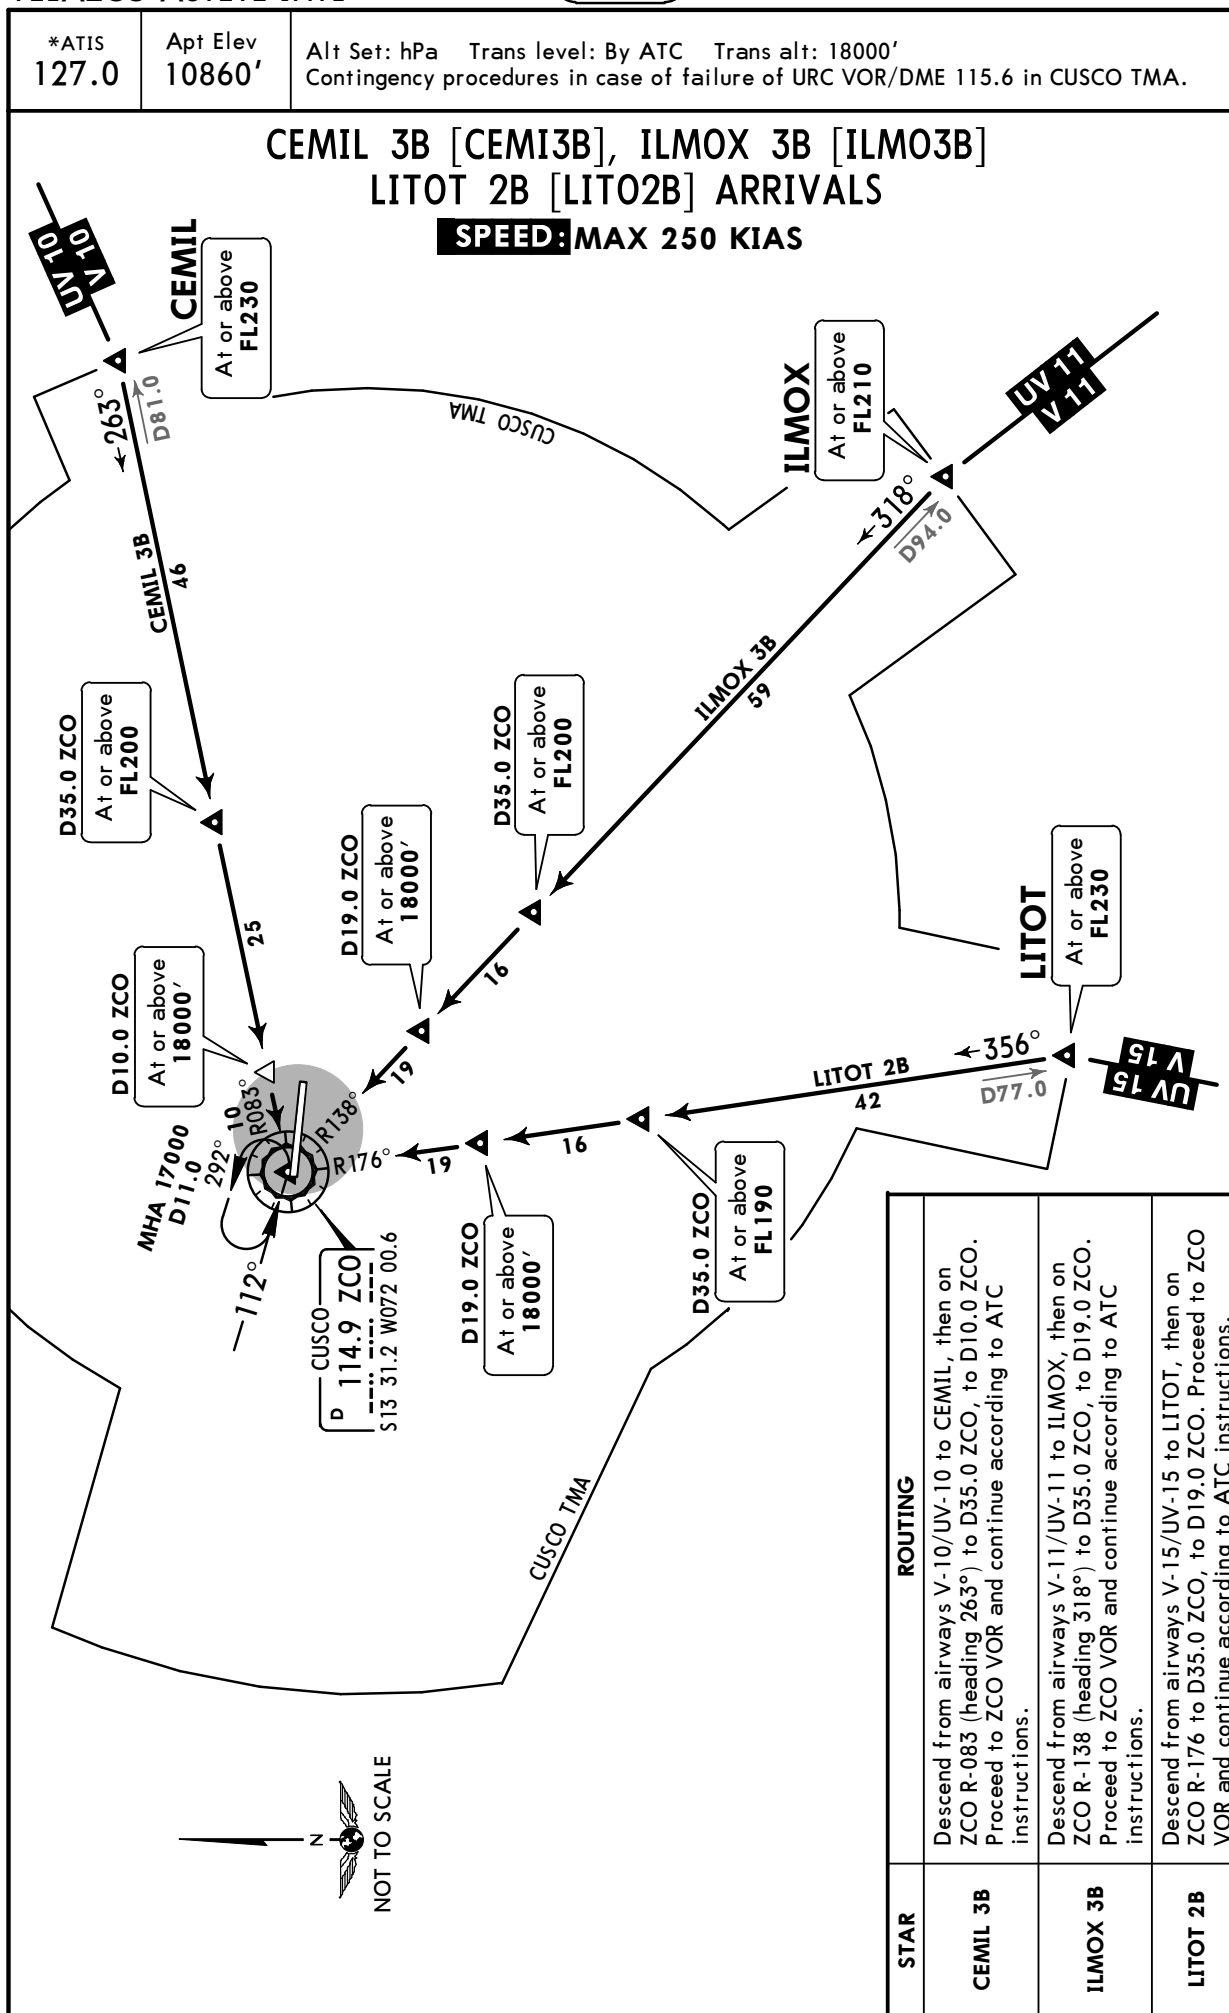 *ATIS
127.0
Apt Elev
10860'
Alt Set: hPa Trans level: By ATC Trans alt: 18000'
Contingency procedures in case of failure of URC VOR/DME 115.6 in CUSCO TMA.
CEMIL 3B [CEMI3B], ILMOX 3B [ILMO3B]
LITOT 2B [LITO2B] ARRIVALS
SPEED: MAX 250 KIAS
UV 10
V 10
CEMIL
At or above
FL230
263°
D81.0
CUSCO TMA
CEMIL 3B
46
ILMOX
At or above
FL210
UV 11
V 11
318°
D94.0
ILMOX 3B
59
D35.0 ZCO
At or above
FL200
25
D35.0 ZCO
At or above
FL200
16
D19.0 ZCO
At or above
18000'
19
R138°
D10.0 ZCO
At or above
18000'
10
R083°
MHA 17000
D11.0
292°
112°
R176°
CUSCO
D 114.9 ZCO
S13 31.2 W072 00.6
LITOT
At or above
FL230
UV 15
V 15
356°
D77.0
LITOT 2B
42
D35.0 ZCO
At or above
FL190
16
D19.0 ZCO
At or above
18000'
19
CUSCO TMA
N
NOT TO SCALE
STAR
ROUTING
CEMIL 3B
Descend from airways V-10/UV-10 to CEMIL, then on
ZCO R-083 (heading 263°) to D35.0 ZCO, to D10.0 ZCO.
Proceed to ZCO VOR and continue according to ATC
instructions.
ILMOX 3B
Descend from airways V-11/UV-11 to ILMOX, then on
ZCO R-138 (heading 318°) to D35.0 ZCO, to D19.0 ZCO.
Proceed to ZCO VOR and continue according to ATC
instructions.
LITOT 2B
Descend from airways V-15/UV-15 to LITOT, then on
ZCO R-176 to D35.0 ZCO, to D19.0 ZCO. Proceed to ZCO
VOR and continue according to ATC instructions.